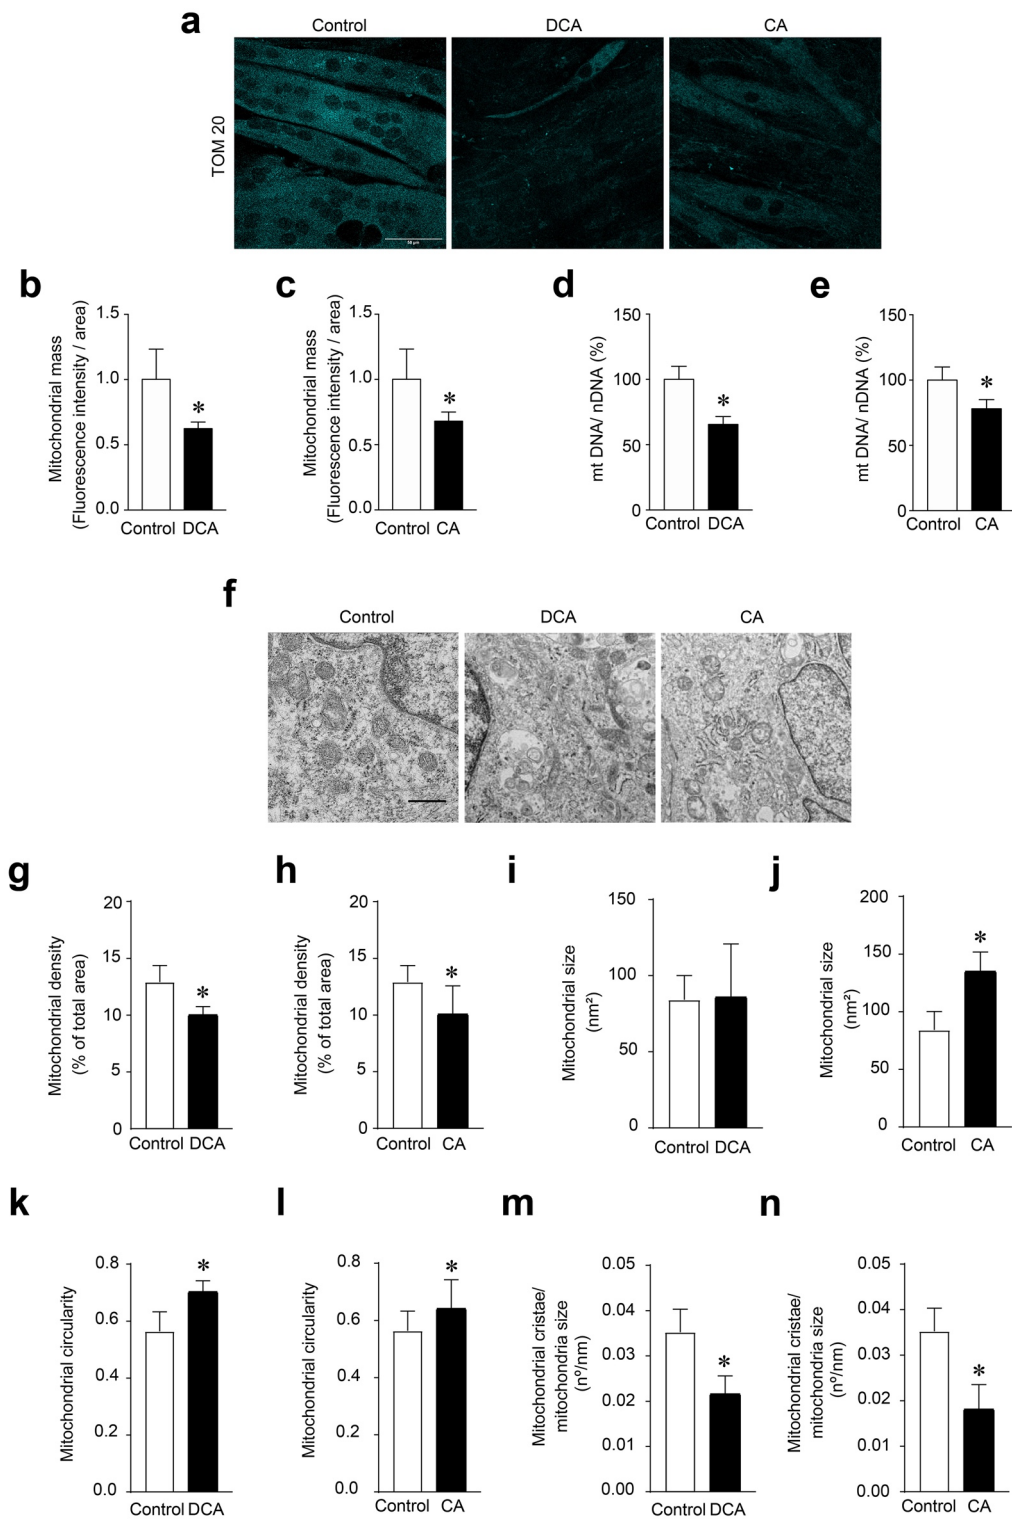 a
Control DCA CA
TOM 20
50 µm
b
Mitochondrial mass
(Fluorescence intensity / area)
1.5
1.0
0.5
0.0
*
Control DCA
c
Mitochondrial mass
(Fluorescence intensity / area)
1.5
1.0
0.5
0.0
*
Control CA
d
mt DNA/ nDNA (%)
150
100
50
0
*
Control DCA
e
mt DNA/ nDNA (%)
150
100
50
0
*
Control CA
f
Control DCA CA
g
Mitochondrial density
(% of total area)
20
15
10
5
0
*
Control DCA
h
Mitochondrial density
(% of total area)
20
15
10
5
0
*
Control CA
i
Mitochondrial size
(nm²)
150
100
50
0
Control DCA
j
Mitochondrial size
(nm²)
200
150
100
50
0
*
Control CA
k
Mitochondrial circularity
0.8
0.6
0.4
0.2
0.0
*
Control DCA
l
Mitochondrial circularity
0.8
0.6
0.4
0.2
0.0
*
Control CA
m
Mitochondrial cristae/
mitochondria size
(nº/nm)
0.05
0.04
0.03
0.02
0.01
0.00
*
Control DCA
n
Mitochondrial cristae/
mitochondria size
(nº/nm)
0.05
0.04
0.03
0.02
0.01
0.00
*
Control CA